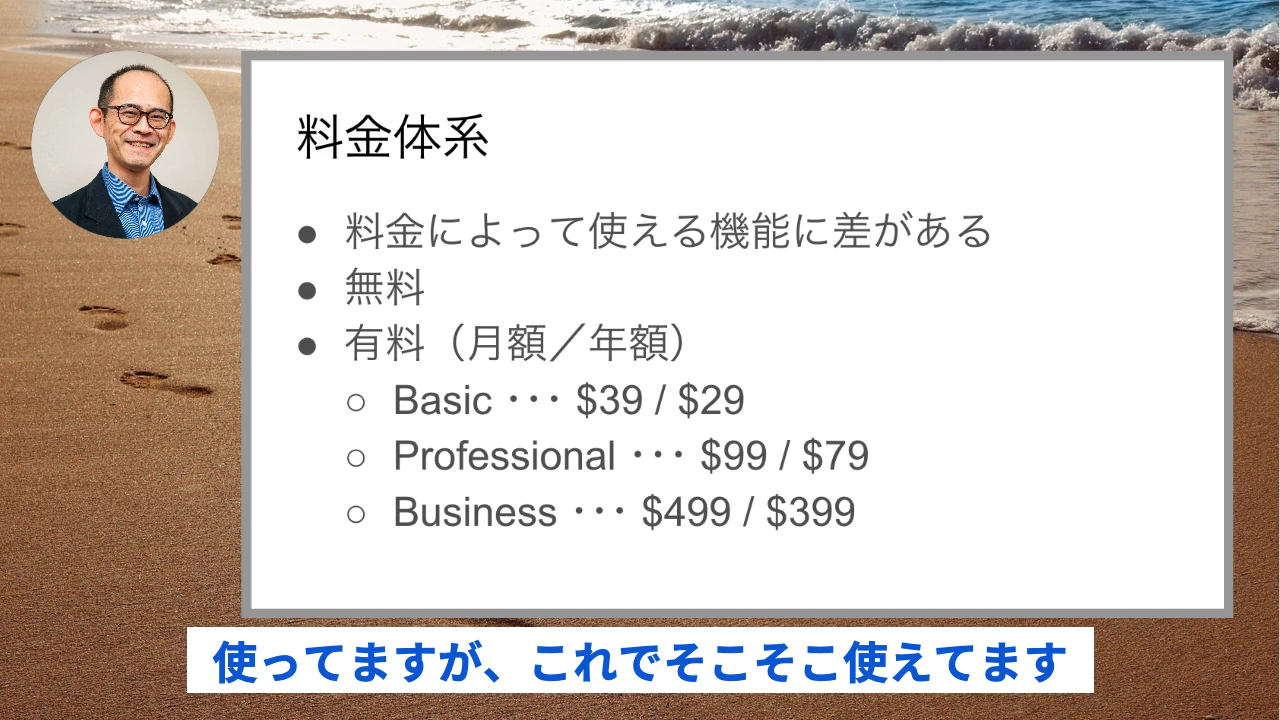 料金体系
● 料金によって使える機能に差がある
● 無料
● 有料（月額／年額）
○ Basic ･･･ $39 / $29
○ Professional ･･･ $99 / $79
○ Business ･･･ $499 / $399
使ってますが、これでそこそこ使えてます